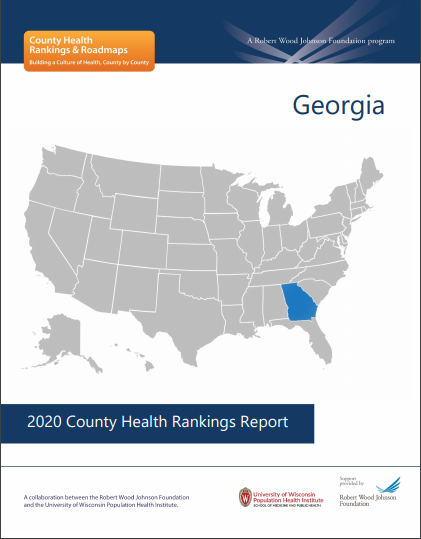 County Health
Rankings & Roadmaps
Building a Culture of Health, County by County
A Robert Wood Johnson Foundation program
Georgia
2020 County Health Rankings Report
A collaboration between the Robert Wood Johnson Foundation
and the University of Wisconsin Population Health Institute.
University of Wisconsin
Population Health Institute
SCHOOL OF MEDICINE AND PUBLIC HEALTH
Support
provided by
Robert Wood Johnson
Foundation